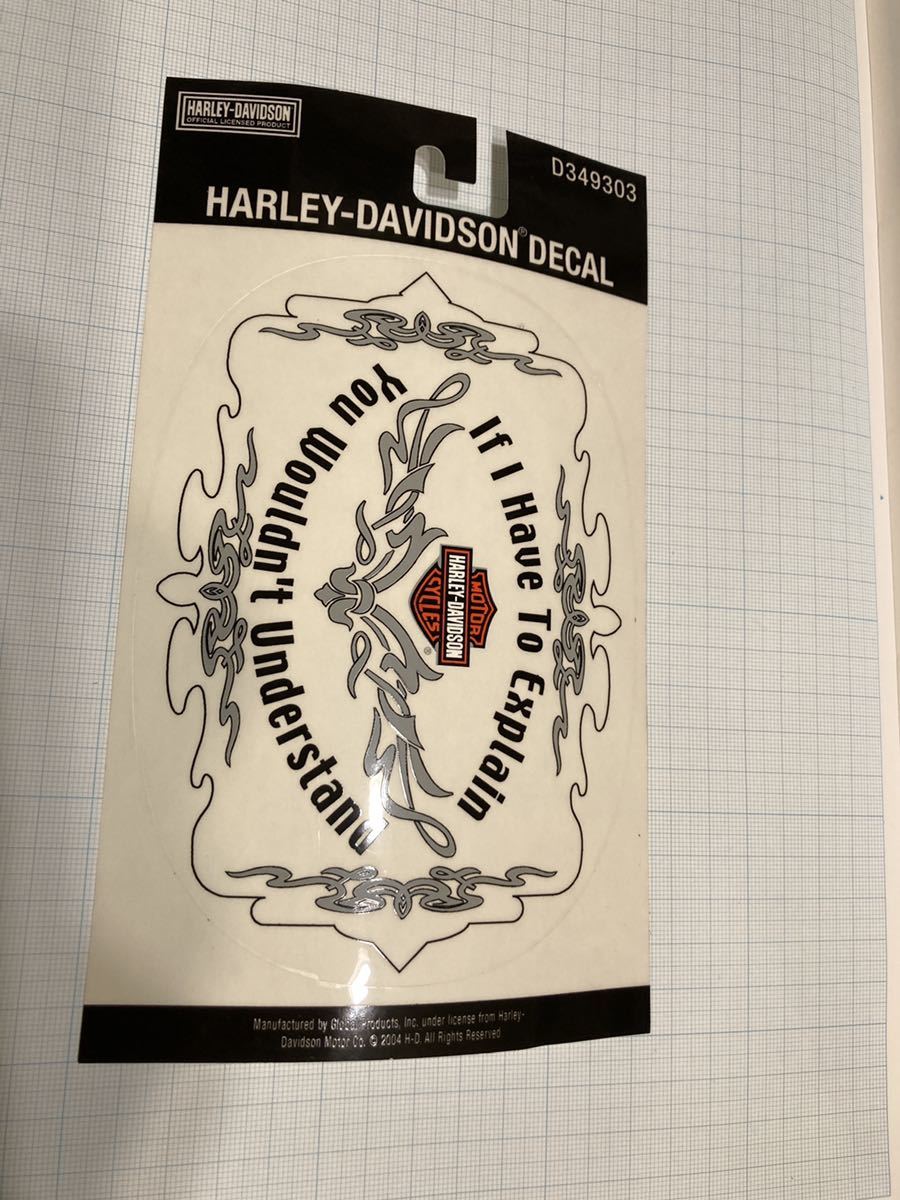 HARLEY-DAVIDSON
OFFICIAL LICENSED PRODUCT
D349303
HARLEY-DAVIDSON® DECAL
If I Have To Explain
MOTOR
HARLEY-DAVIDSON
CYCLES
®
You Wouldn't Understand
Manufactured by Global Products, Inc. under license from Harley-
Davidson Motor Co. © 2004 H-D. All Rights Reserved